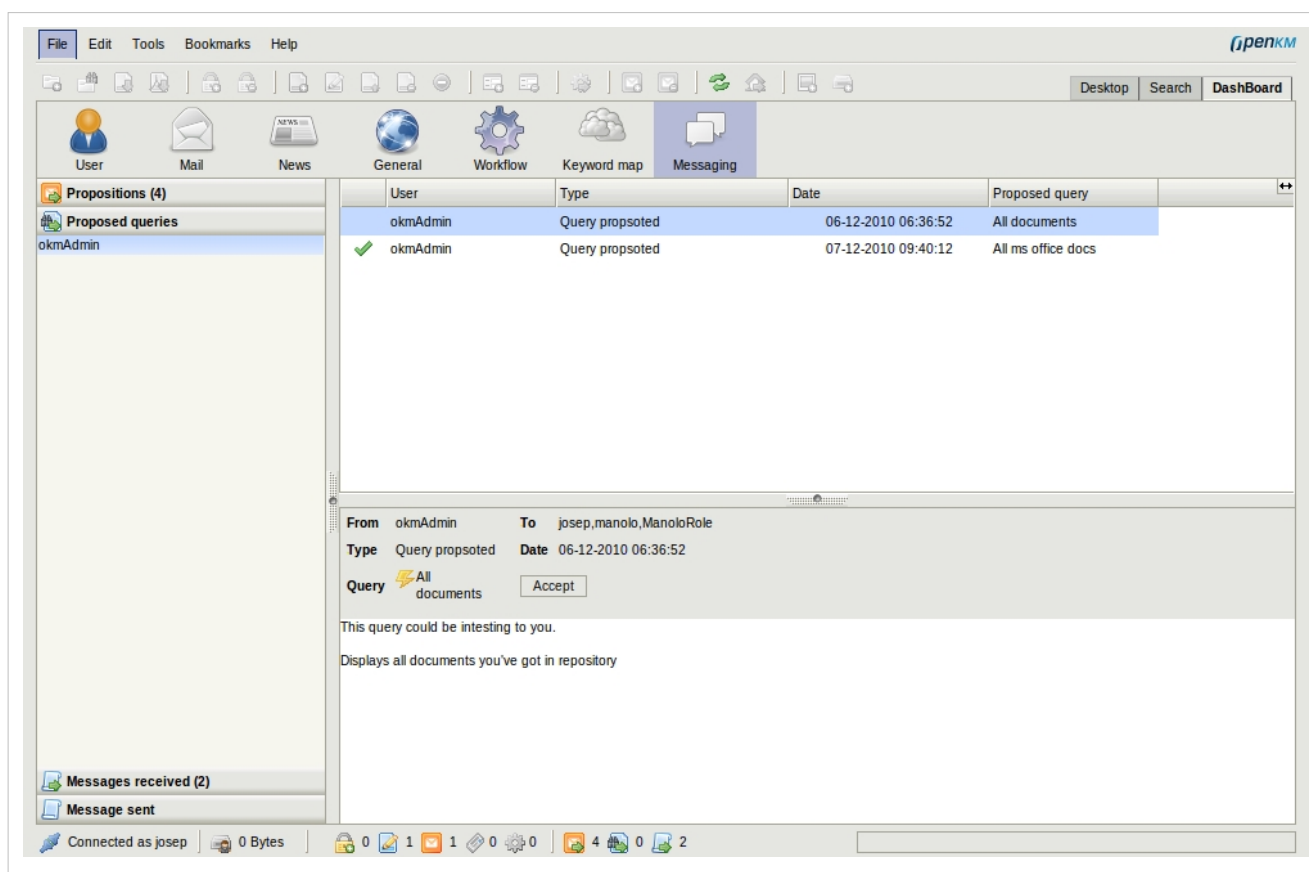 File Edit Tools Bookmarks Help
openKM
Desktop Search DashBoard
NEWS
User Mail News General Workflow Keyword map Messaging
Propositions (4)
User Type Date Proposed query
Proposed queries
okmAdmin Query propsoted 06-12-2010 06:36:52 All documents
okmAdmin
okmAdmin Query propsoted 07-12-2010 09:40:12 All ms office docs
From okmAdmin To josep,manolo,ManoloRole
Type Query propsoted Date 06-12-2010 06:36:52
Query All documents Accept
This query could be intesting to you.
Displays all documents you've got in repository
Messages received (2)
Message sent
Connected as josep 0 Bytes 0 1 1 0 0 4 0 2